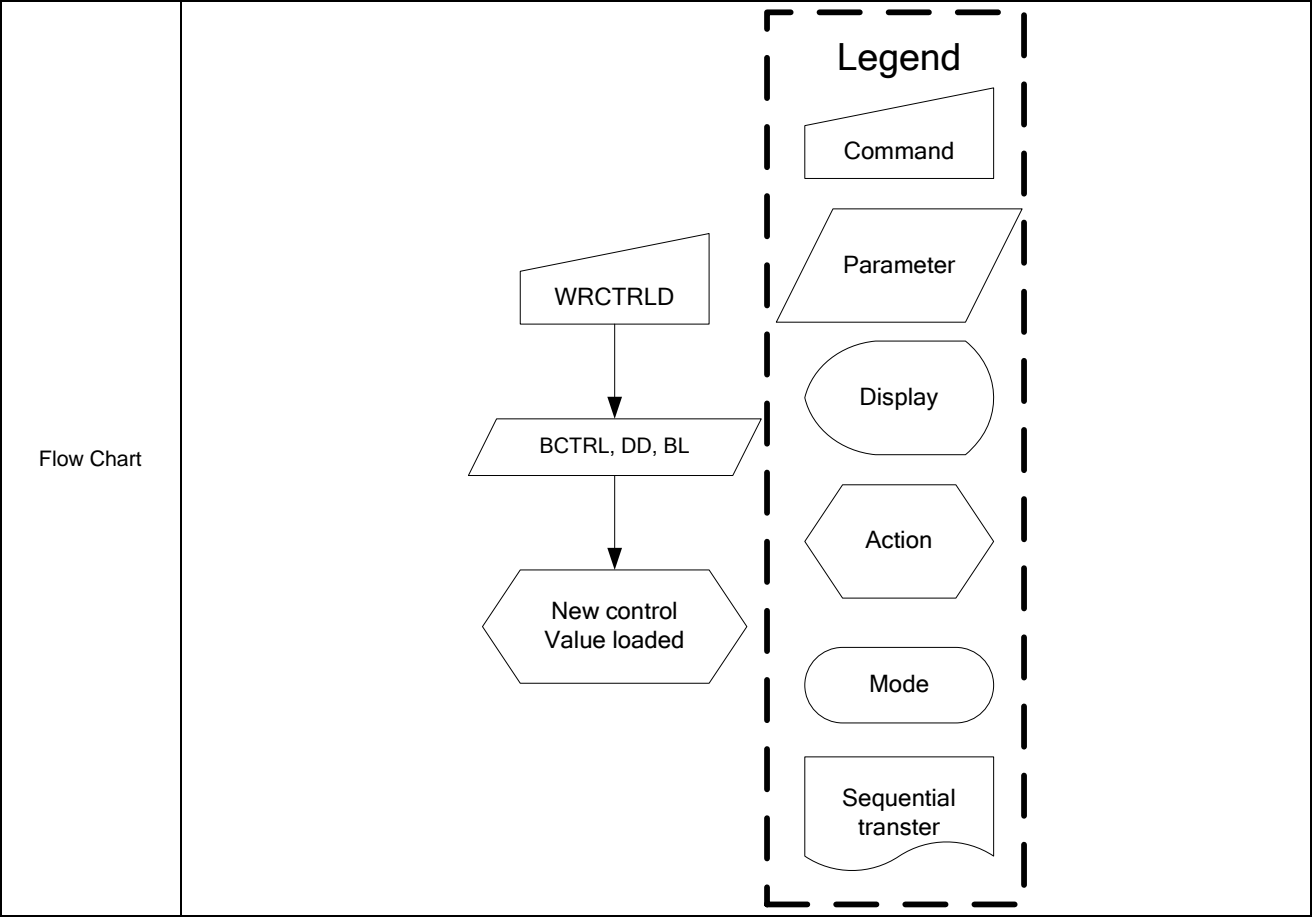 Flow Chart
WRCTRLD
BCTRL, DD, BL
New control
Value loaded
Legend
Command
Parameter
Display
Action
Mode
Sequential
transter